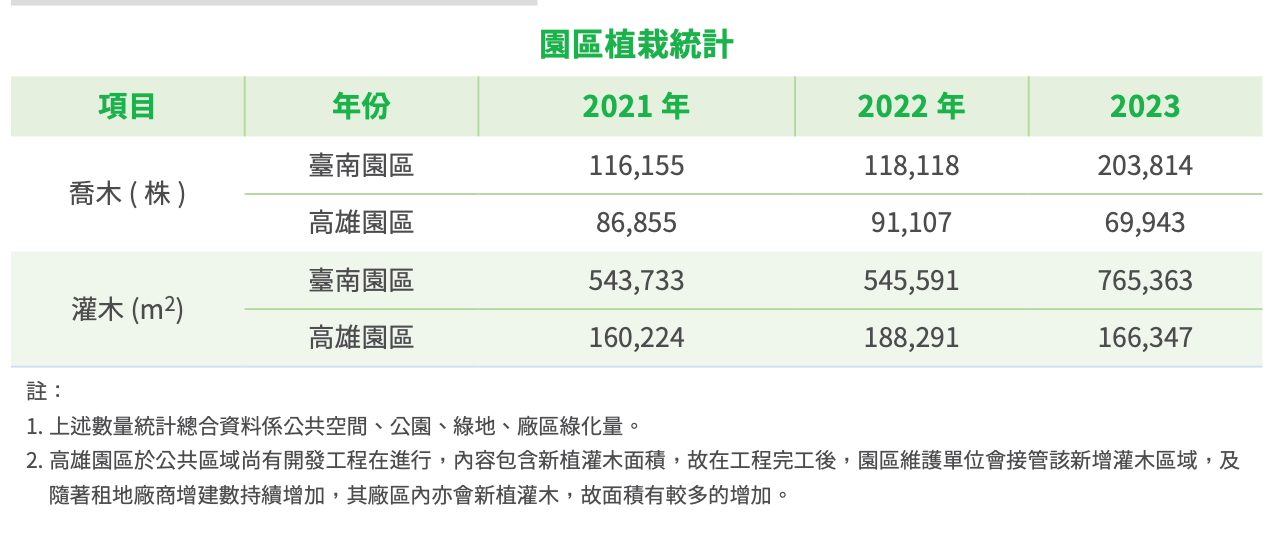 園區植栽統計
項目 年份 2021 年 2022 年 2023
喬木 ( 株 ) 臺南園區 116,155 118,118 203,814
高雄園區 86,855 91,107 69,943
灌木 (m²) 臺南園區 543,733 545,591 765,363
高雄園區 160,224 188,291 166,347
註：
1. 上述數量統計總合資料係公共空間、公園、綠地、廠區綠化量。
2. 高雄園區於公共區域尚有開發工程在進行，內容包含新植灌木面積，故在工程完工後，園區維護單位會接管該新增灌木區域，及
隨著租地廠商增建數持續增加，其廠區內亦會新植灌木，故面積有較多的增加。